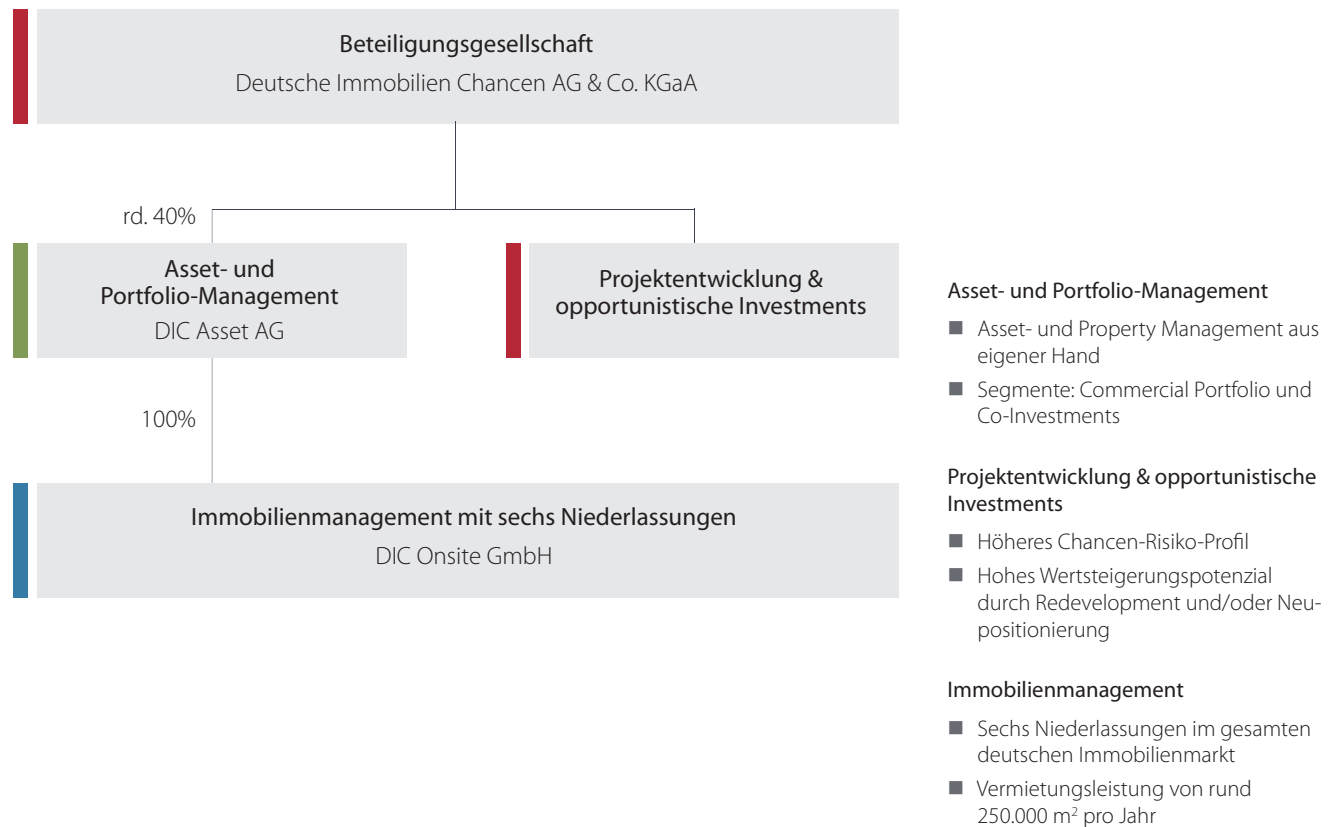 Beteiligungsgesellschaft
Deutsche Immobilien Chancen AG & Co. KGaA
rd. 40%
Asset- und
Portfolio-Management
DIC Asset AG
Projektentwicklung &
opportunistische Investments
100%
Immobilienmanagement mit sechs Niederlassungen
DIC Onsite GmbH
Asset- und Portfolio-Management
■ Asset- und Property Management aus
eigener Hand
■ Segmente: Commercial Portfolio und
Co-Investments
Projektentwicklung & opportunistische
Investments
■ Höheres Chancen-Risiko-Profil
■ Hohes Wertsteigerungspotenzial
durch Redevelopment und/oder Neu-
positionierung
Immobilienmanagement
■ Sechs Niederlassungen im gesamten
deutschen Immobilienmarkt
■ Vermietungsleistung von rund
250.000 m² pro Jahr